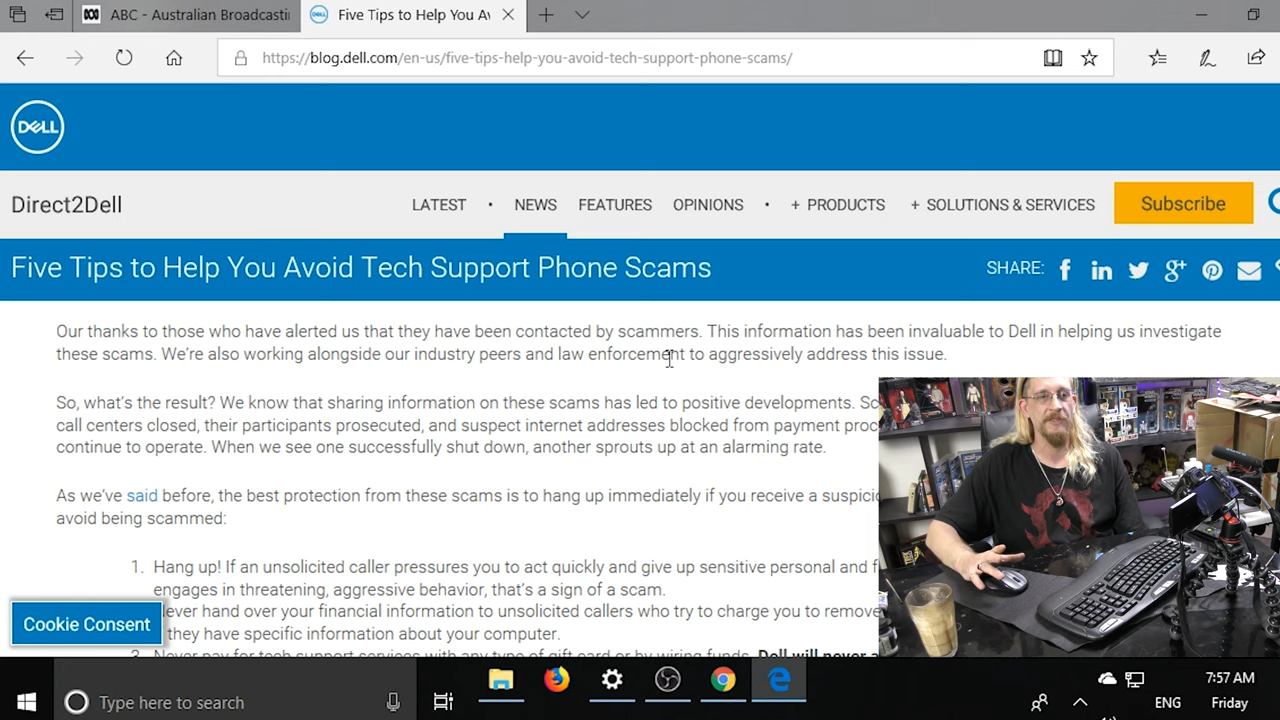 ABC - Australian Broadcasti
Five Tips to Help You Av
https://blog.dell.com/en-us/five-tips-help-you-avoid-tech-support-phone-scams/
DELL
Direct2Dell
LATEST • NEWS FEATURES OPINIONS • + PRODUCTS + SOLUTIONS & SERVICES Subscribe
Five Tips to Help You Avoid Tech Support Phone Scams
SHARE:
Our thanks to those who have alerted us that they have been contacted by scammers. This information has been invaluable to Dell in helping us investigate
these scams. We're also working alongside our industry peers and law enforcement to aggressively address this issue.
So, what's the result? We know that sharing information on these scams has led to positive developments. Sc
call centers closed, their participants prosecuted, and suspect internet addresses blocked from payment proc
continue to operate. When we see one successfully shut down, another sprouts up at an alarming rate.
As we've said before, the best protection from these scams is to hang up immediately if you receive a suspicio
avoid being scammed:
1. Hang up! If an unsolicited caller pressures you to act quickly and give up sensitive personal and f
engages in threatening, aggressive behavior, that's a sign of a scam.
Never hand over your financial information to unsolicited callers who try to charge you to remove
they have specific information about your computer.
3. Never pay for tech support services with any type of gift card or by wiring funds. Dell will never a
Cookie Consent
Type here to search
ENG
7:57 AM
Friday